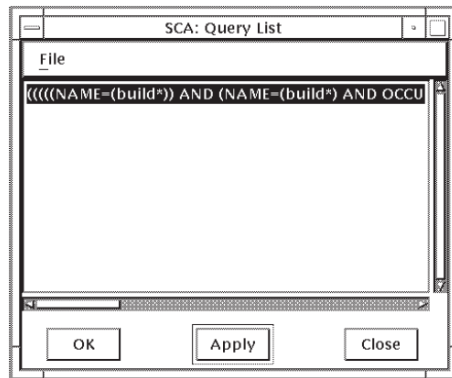 SCA: Query List
File
(((((NAME=(build*)) AND (NAME=(build*) AND OCCU
OK
Apply
Close